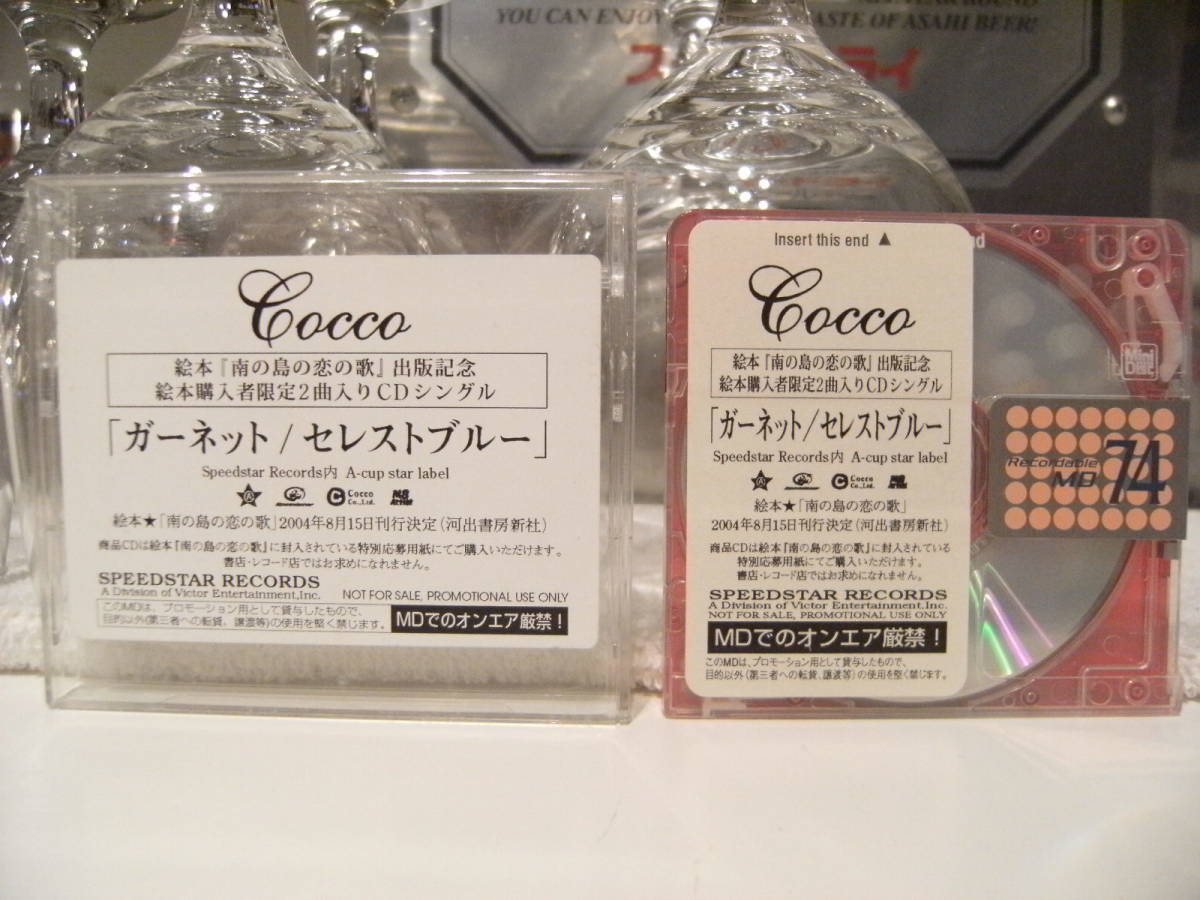 YOU CAN ENJOY
TASTE OF ASAHI BEER!
Cocco
絵本『南の島の恋の歌』出版記念
絵本購入者限定2曲入りCDシングル
「ガーネット/セレストブルー」
Speedstar Records内 A-cup star label
Cocco Co.,Ltd.
絵本★「南の島の恋の歌」2004年8月15日刊行決定(河出書房新社)
商品CDは絵本『南の島の恋の歌』に封入されている特別応募用紙にてご購入いただけます。
書店・レコード店ではお求めになれません。
SPEEDSTAR RECORDS
A Division of Victor Entertainment,Inc.
NOT FOR SALE, PROMOTIONAL USE ONLY
このMDは、プロモーション用として貸与したもので、
目的以外(第三者への転貸、譲渡等)の使用を堅く禁じます。
MDでのオンエア厳禁!
Insert this end ▲
Cocco
絵本『南の島の恋の歌』出版記念
絵本購入者限定2曲入りCDシングル
「ガーネット/セレストブルー」
Speedstar Records内 A-cup star label
Cocco Co.,Ltd.
絵本★「南の島の恋の歌」
2004年8月15日刊行決定(河出書房新社)
商品CDは絵本『南の島の恋の歌』に封入されている
特別応募用紙にてご購入いただけます。
書店・レコード店ではお求めになれません。
SPEEDSTAR RECORDS
A Division of Victor Entertainment,Inc.
NOT FOR SALE, PROMOTIONAL USE ONLY
MDでのオンエア厳禁!
このMDは、プロモーション用として貸与したもので、
目的以外(第三者への転貸、譲渡等)の使用を堅く禁じます。
Mini Disc
Recordable
MD 74